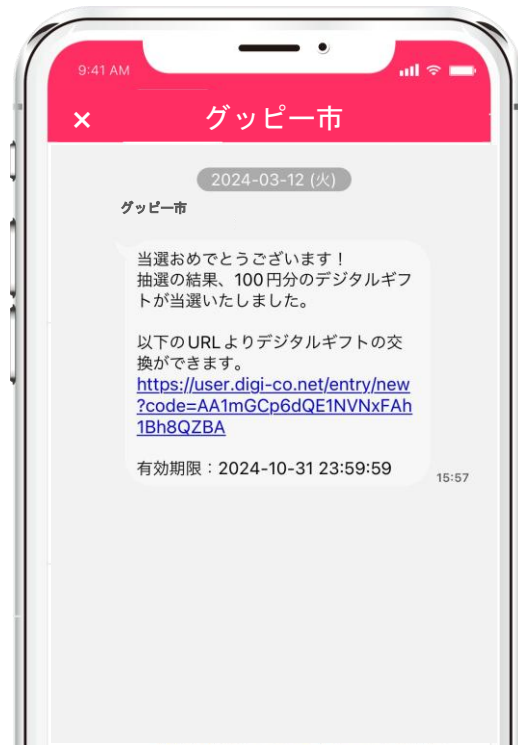 9:41 AM
グッピー市
2024-03-12 (火)
グッピー市
当選おめでとうございます！
抽選の結果、100円分のデジタルギフ
トが当選いたしました。
以下のURLよりデジタルギフトの交
換ができます。
https://user.digi-co.net/entry/new
?code=AA1mGCp6dQE1NVNxFAh
1Bh8QZBA
有効期限：2024-10-31 23:59:59
15:57